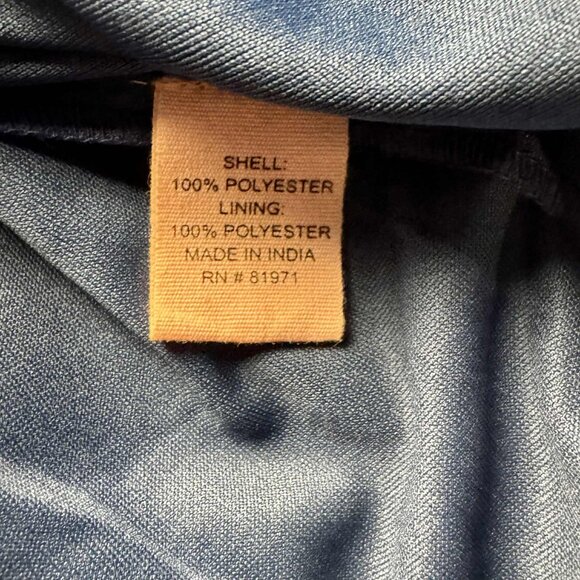 SHELL:
100% POLYESTER
LINING:
100% POLYESTER
MADE IN INDIA
RN # 81971